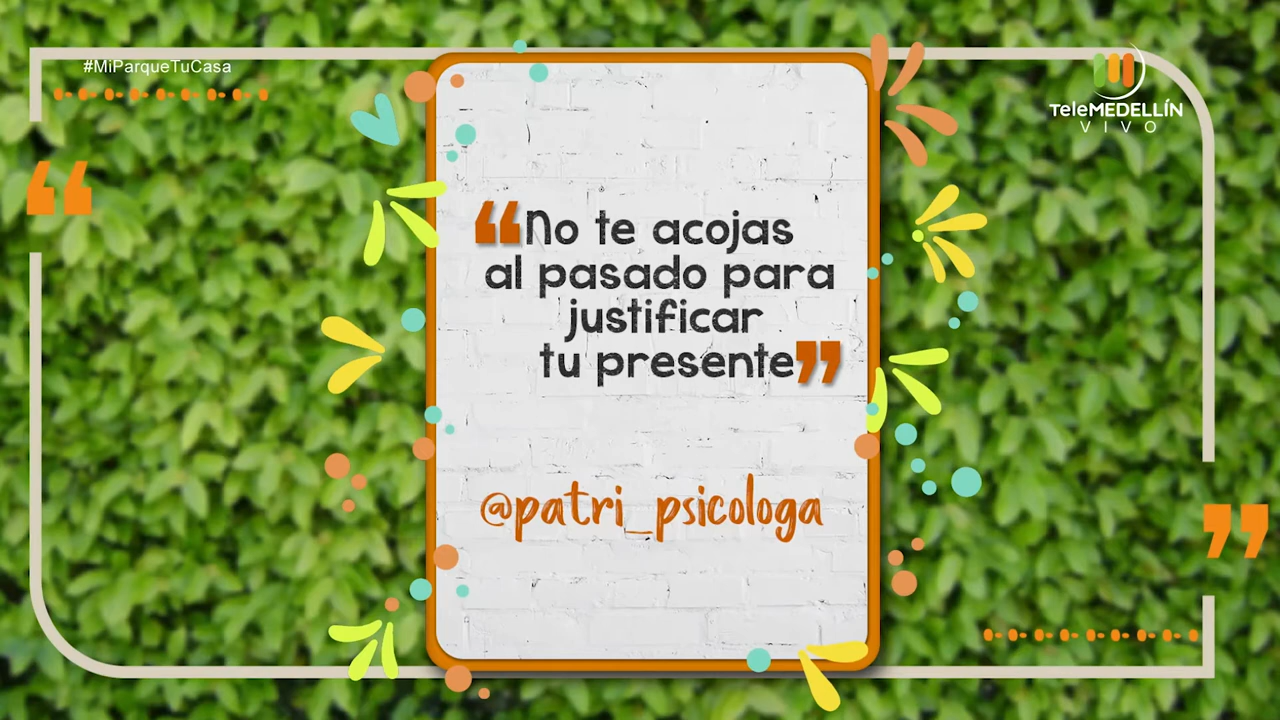 #MiParqueTuCasa
TeleMEDELLÍN
VIVO
“No te acojas
al pasado para
justificar
tu presente”
@patri_psicologa